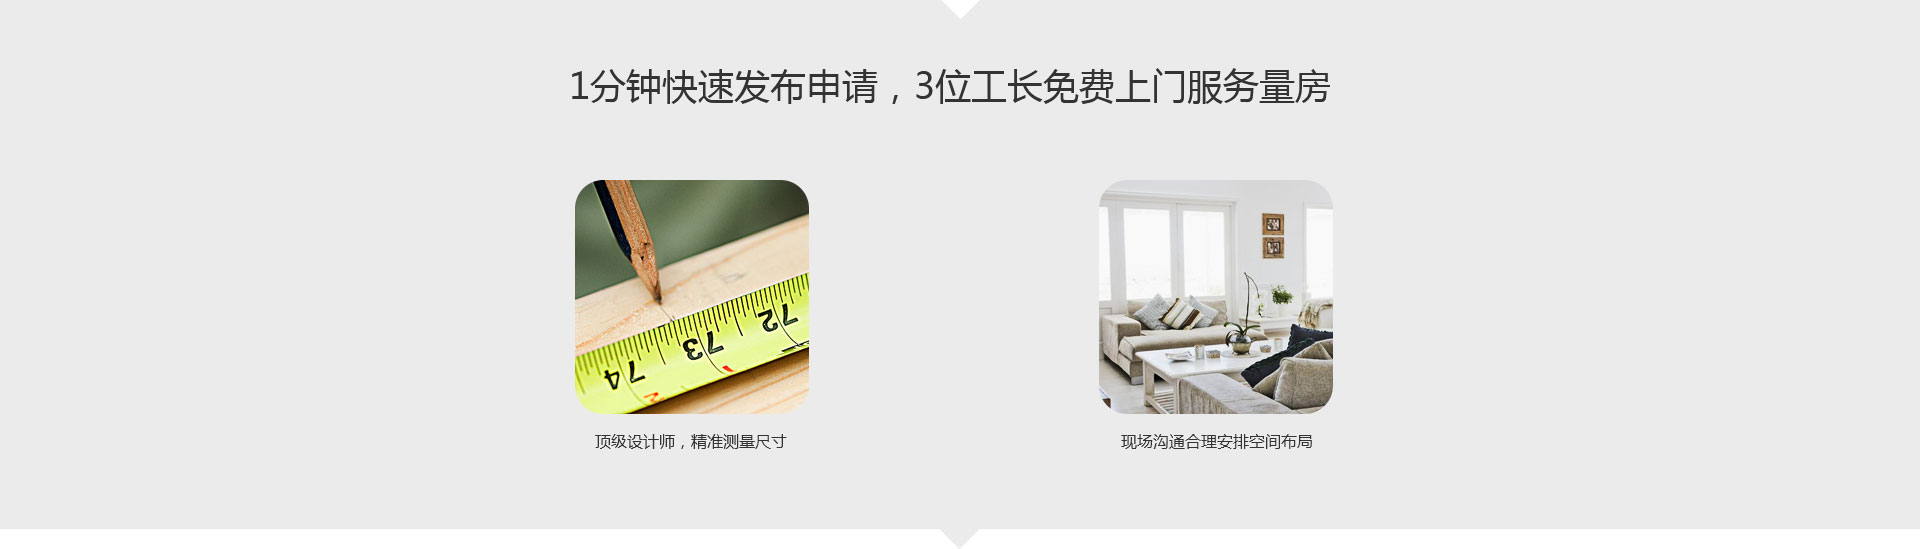 1分钟快速发布申请，3位工长免费上门服务量房
72
73
74
顶级设计师，精准测量尺寸
现场沟通合理安排空间布局